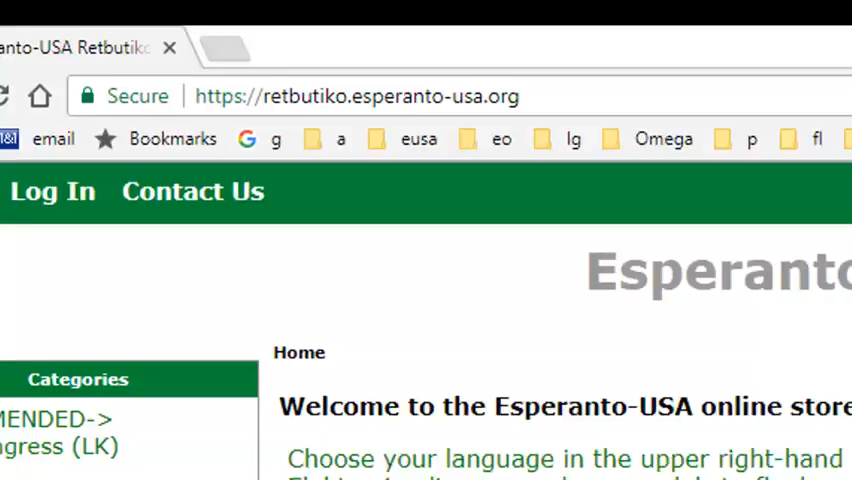 anto-USA Retbutiko
Secure https://retbutiko.esperanto-usa.org
email Bookmarks g a eusa eo lg Omega p fl
Log In Contact Us
Esperanto
Home
Categories
MENDED->
ngress (LK)
Welcome to the Esperanto-USA online store
Choose your language in the upper right-hand